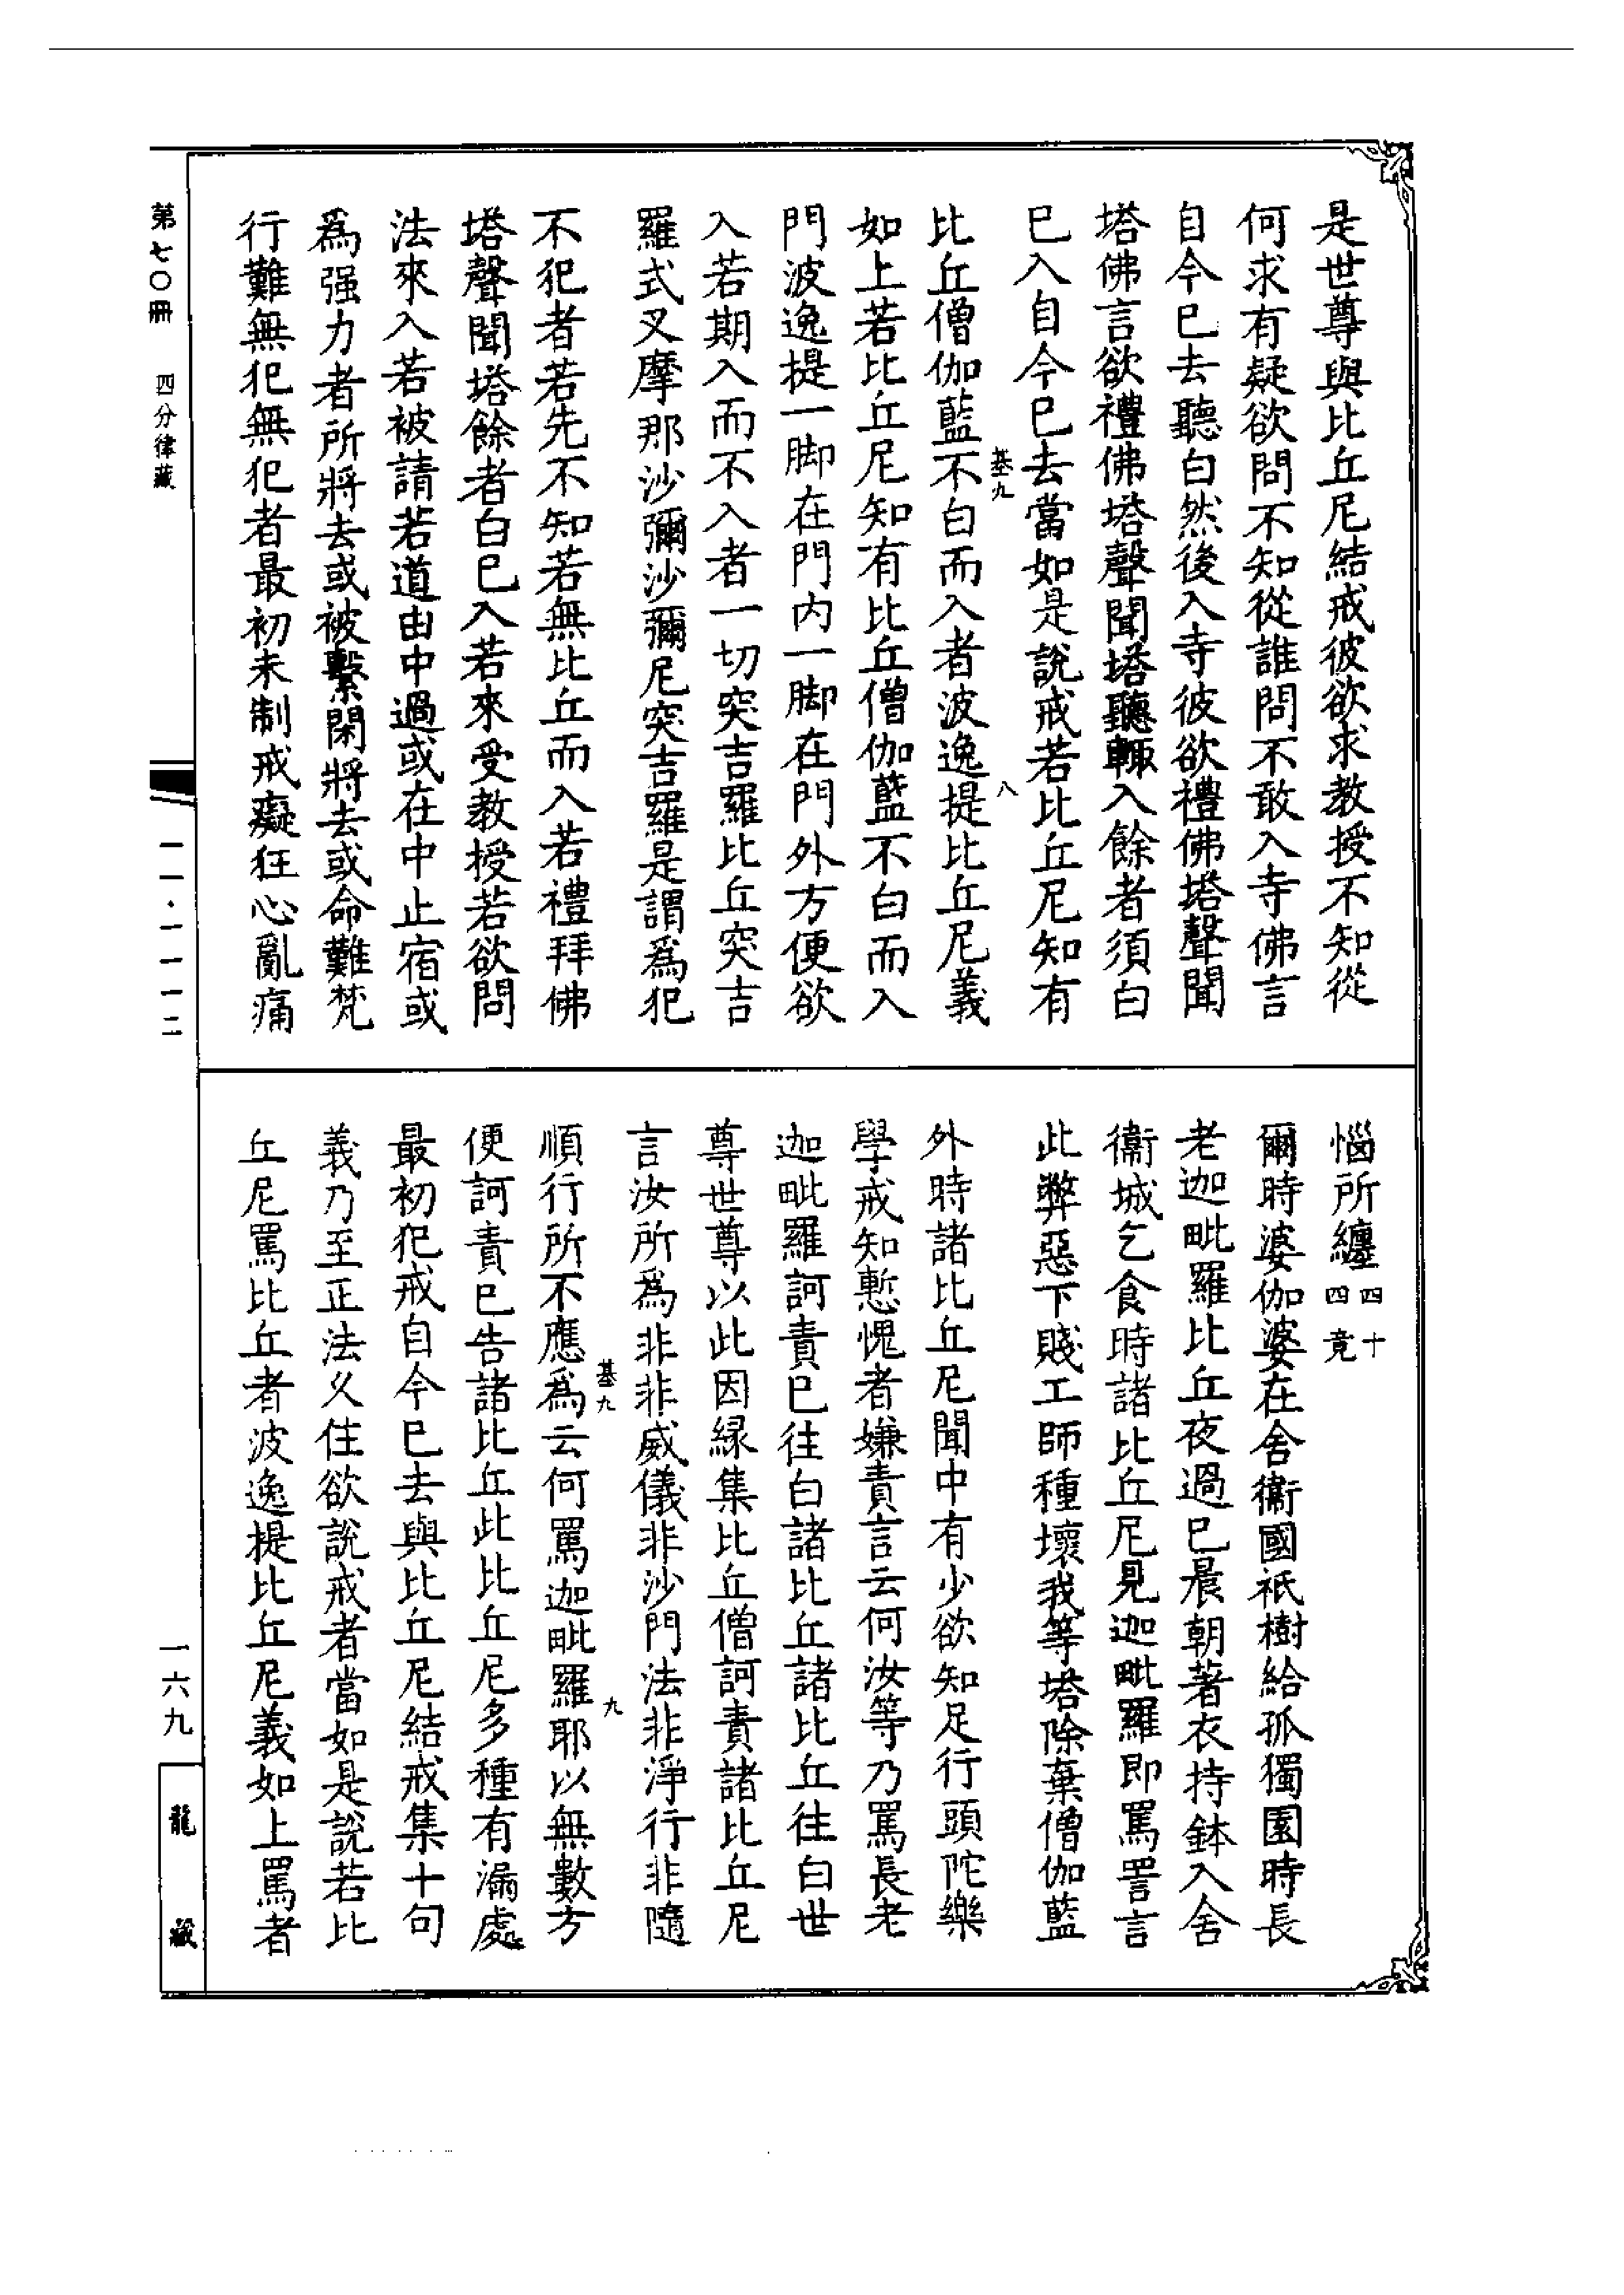 是世尊與比丘尼結戒彼欲求教授不知從
何求有疑欲問不知從誰問不敢入寺佛言
自今已去聽白然後入寺彼欲禮佛塔聲聞
塔佛言欲禮佛塔聲聞塔聽輙入餘者須白
已入自今已去當如是說戒若比丘尼知有
比丘僧伽藍不白而入者波逸提比丘尼義
基九
八
如上若比丘尼知有比丘僧伽藍不白而入
門波逸提一脚在門内一脚在門外方便欲
入若期入而不入者一切突吉羅比丘突吉
羅式叉摩那沙彌沙彌尼突吉羅是謂爲犯
不犯者若先不知若無比丘而入若禮拜佛
塔聲聞塔餘者白已入若來受教授若欲問
法來入若被請若道由中過或在中止宿或
爲强力者所將去或被繫閉將去或命難梵
行難無犯無犯者最初未制戒癡狂心亂痛
惱所纏四十四竟
爾時婆伽婆在舍衞國祇樹給孤獨園時長
老迦毗羅比丘夜過已晨朝著衣持鉢入舍
衞城乞食時諸比丘尼見迦毗羅即罵詈言
此弊惡下賤工師種壞我等塔除棄僧伽藍
外時諸比丘尼聞中有少欲知足行頭陀樂
學戒知慙愧者嫌責言云何汝等乃罵長老
迦毗羅訶責已往白諸比丘諸比丘往白世
尊世尊以此因縁集比丘僧訶責諸比丘尼
言汝所爲非非威儀非沙門法非淨行非隨
順行所不應爲云何罵迦毗羅耶以無數方
基九
九
便訶責已告諸比丘此比丘尼多種有漏處
最初犯戒自今已去與比丘尼結戒集十句
義乃至正法久住欲說戒者當如是說若比
丘尼罵比丘者波逸提比丘尼義如上罵者
第七〇冊 四分律藏
一一·一一一二
一六九
龍藏